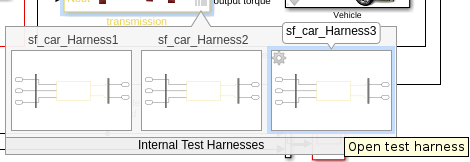 output torque
transmission
Vehicle
sf_car_Harness1
sf_car_Harness2
sf_car_Harness3
Internal Test Harnesses
Open test harness